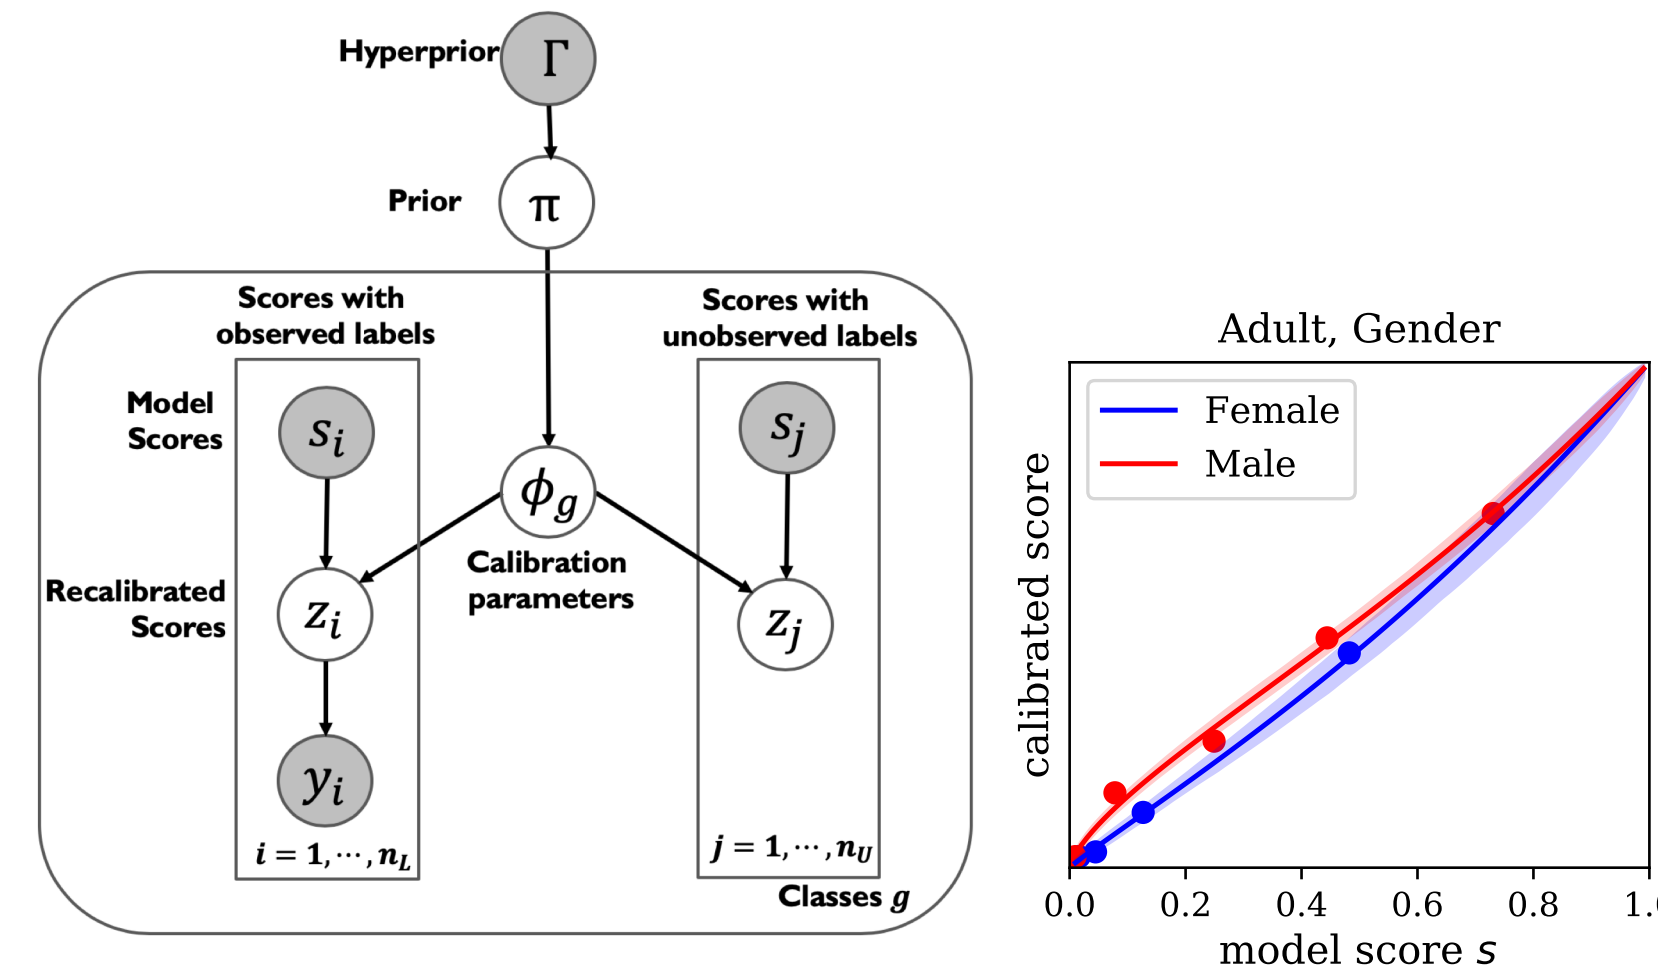 Hyperprior
Γ
Prior
π
Scores with
observed labels
Scores with
unobserved labels
Model
Scores
s_i
s_j
ϕ_g
Calibration
parameters
Recalibrated
Scores
z_i
z_j
y_i
i = 1, ⋯ , n_L
j = 1, ⋯ , n_U
Classes g
Adult, Gender
Female
Male
calibrated score
0.0 0.2 0.4 0.6 0.8
model score s